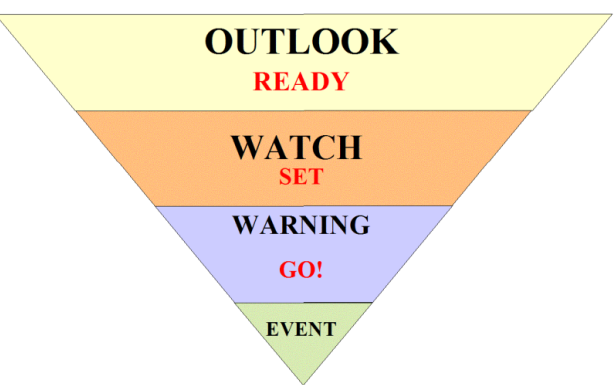 OUTLOOK
READY
WATCH
SET
WARNING
GO!
EVENT